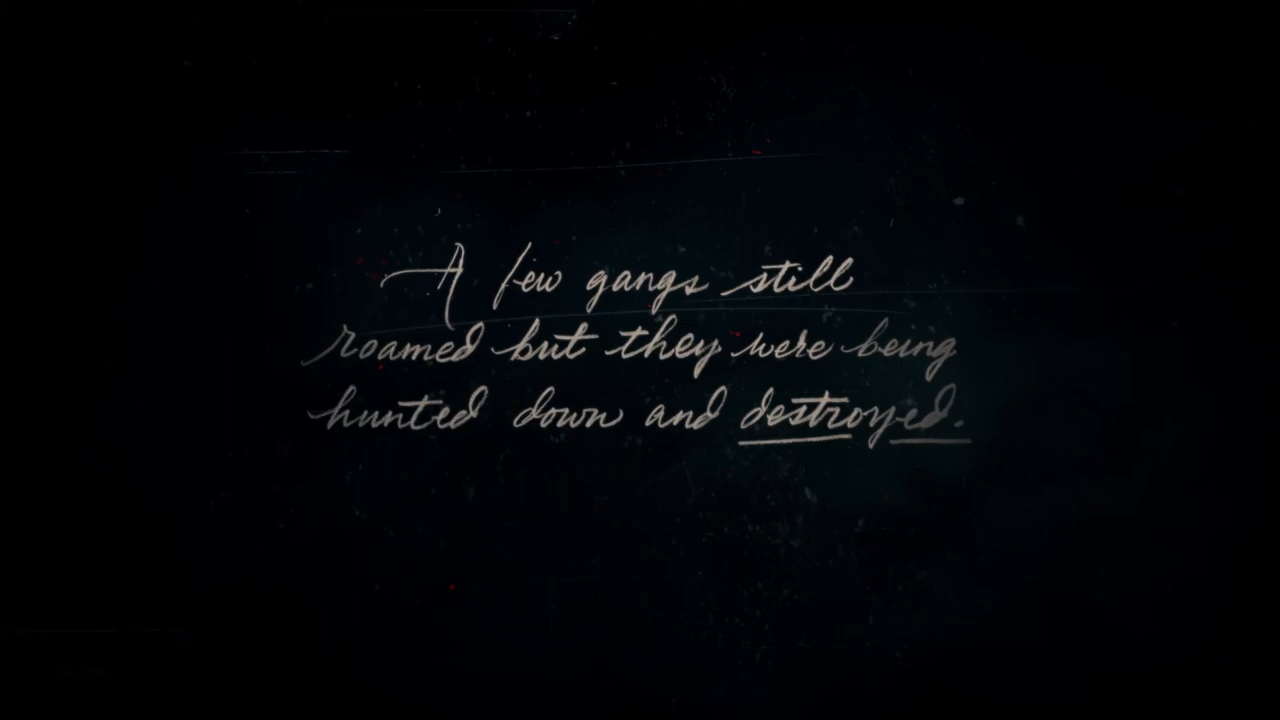 A few gangs still
roamed but they were being
hunted down and destroyed.